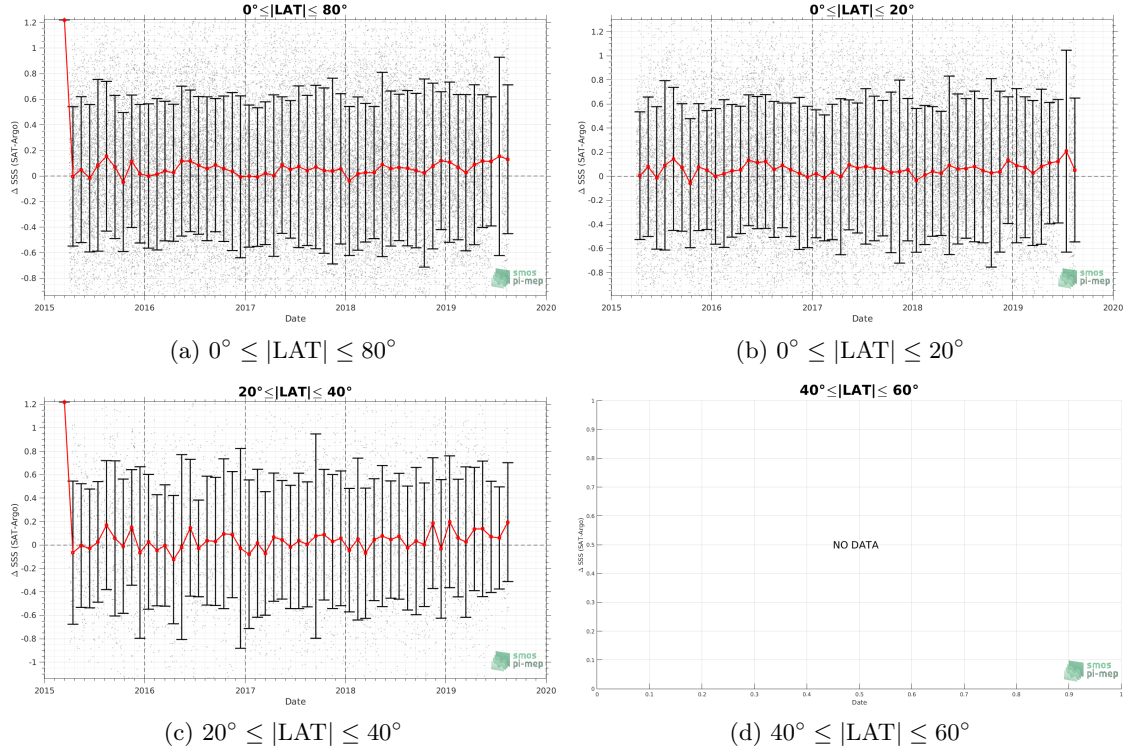 0°≤|LAT|≤ 80°
Δ SSS (SAT-Argo)
1.2
1
0.8
0.6
0.4
0.2
0
-0.2
-0.4
-0.6
-0.8
2015 2016 2017 2018 2019 2020
Date
smos
pi-mep
(a) 0° ≤ |LAT| ≤ 80°
0°≤|LAT|≤ 20°
Δ SSS (SAT-Argo)
1.2
1
0.8
0.6
0.4
0.2
0
-0.2
-0.4
-0.6
-0.8
2015 2016 2017 2018 2019 2020
Date
smos
pi-mep
(b) 0° ≤ |LAT| ≤ 20°
20°≤|LAT|≤ 40°
Δ SSS (SAT-Argo)
1.2
1
0.8
0.6
0.4
0.2
0
-0.2
-0.4
-0.6
-0.8
-1
2015 2016 2017 2018 2019 2020
Date
smos
pi-mep
(c) 20° ≤ |LAT| ≤ 40°
40°≤|LAT|≤ 60°
Δ SSS (SAT-Argo)
1
0.9
0.8
0.7
0.6
0.5
0.4
0.3
0.2
0.1
0
NO DATA
0 0.1 0.2 0.3 0.4 0.5 0.6 0.7 0.8 0.9 1
Date
smos
pi-mep
(d) 40° ≤ |LAT| ≤ 60°